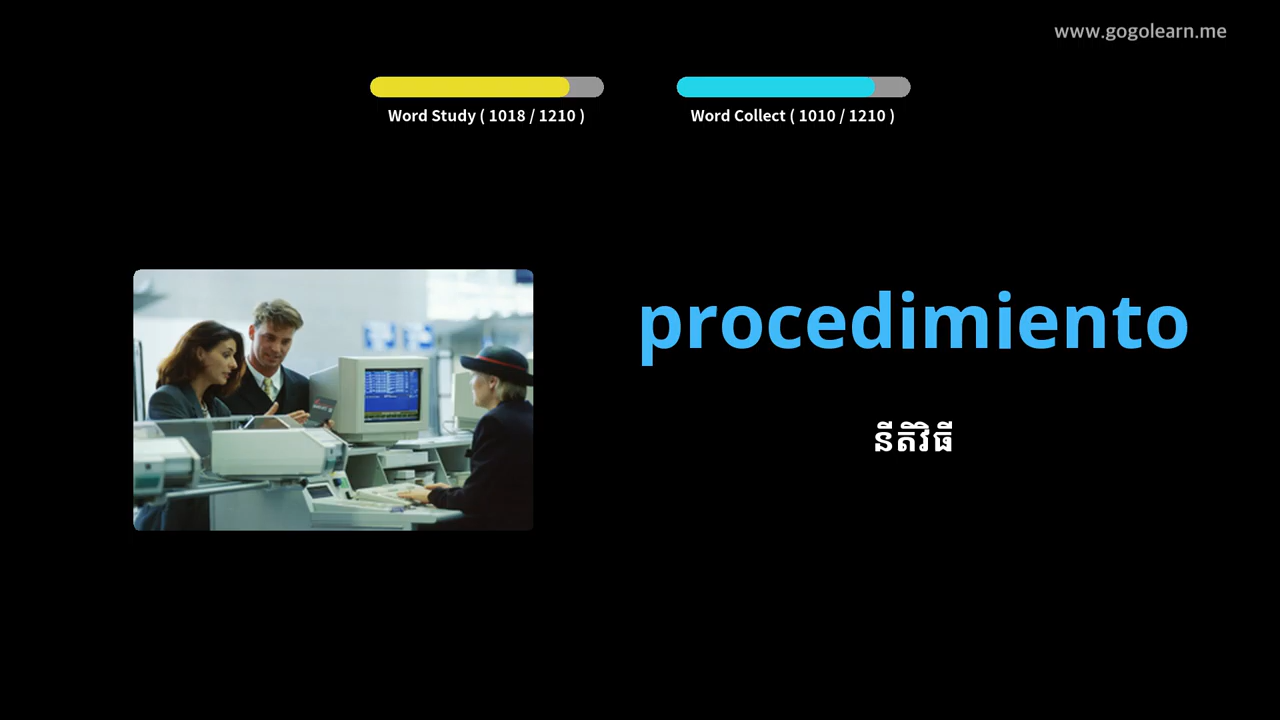 www.gogolearn.me
Word Study ( 1018 / 1210 )
Word Collect ( 1010 / 1210 )
procedimiento
នីតិវិធី